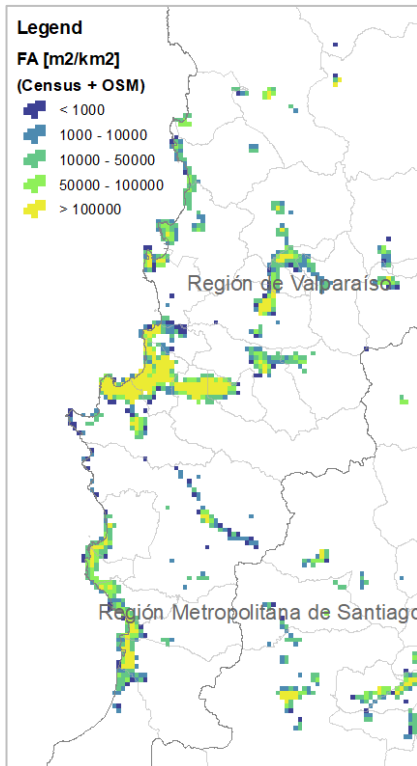 Legend
FA [m2/km2]
(Census + OSM)
< 1000
1000 - 10000
10000 - 50000
50000 - 100000
> 100000
Región de Valparaíso
Región Metropolitana de Santiago